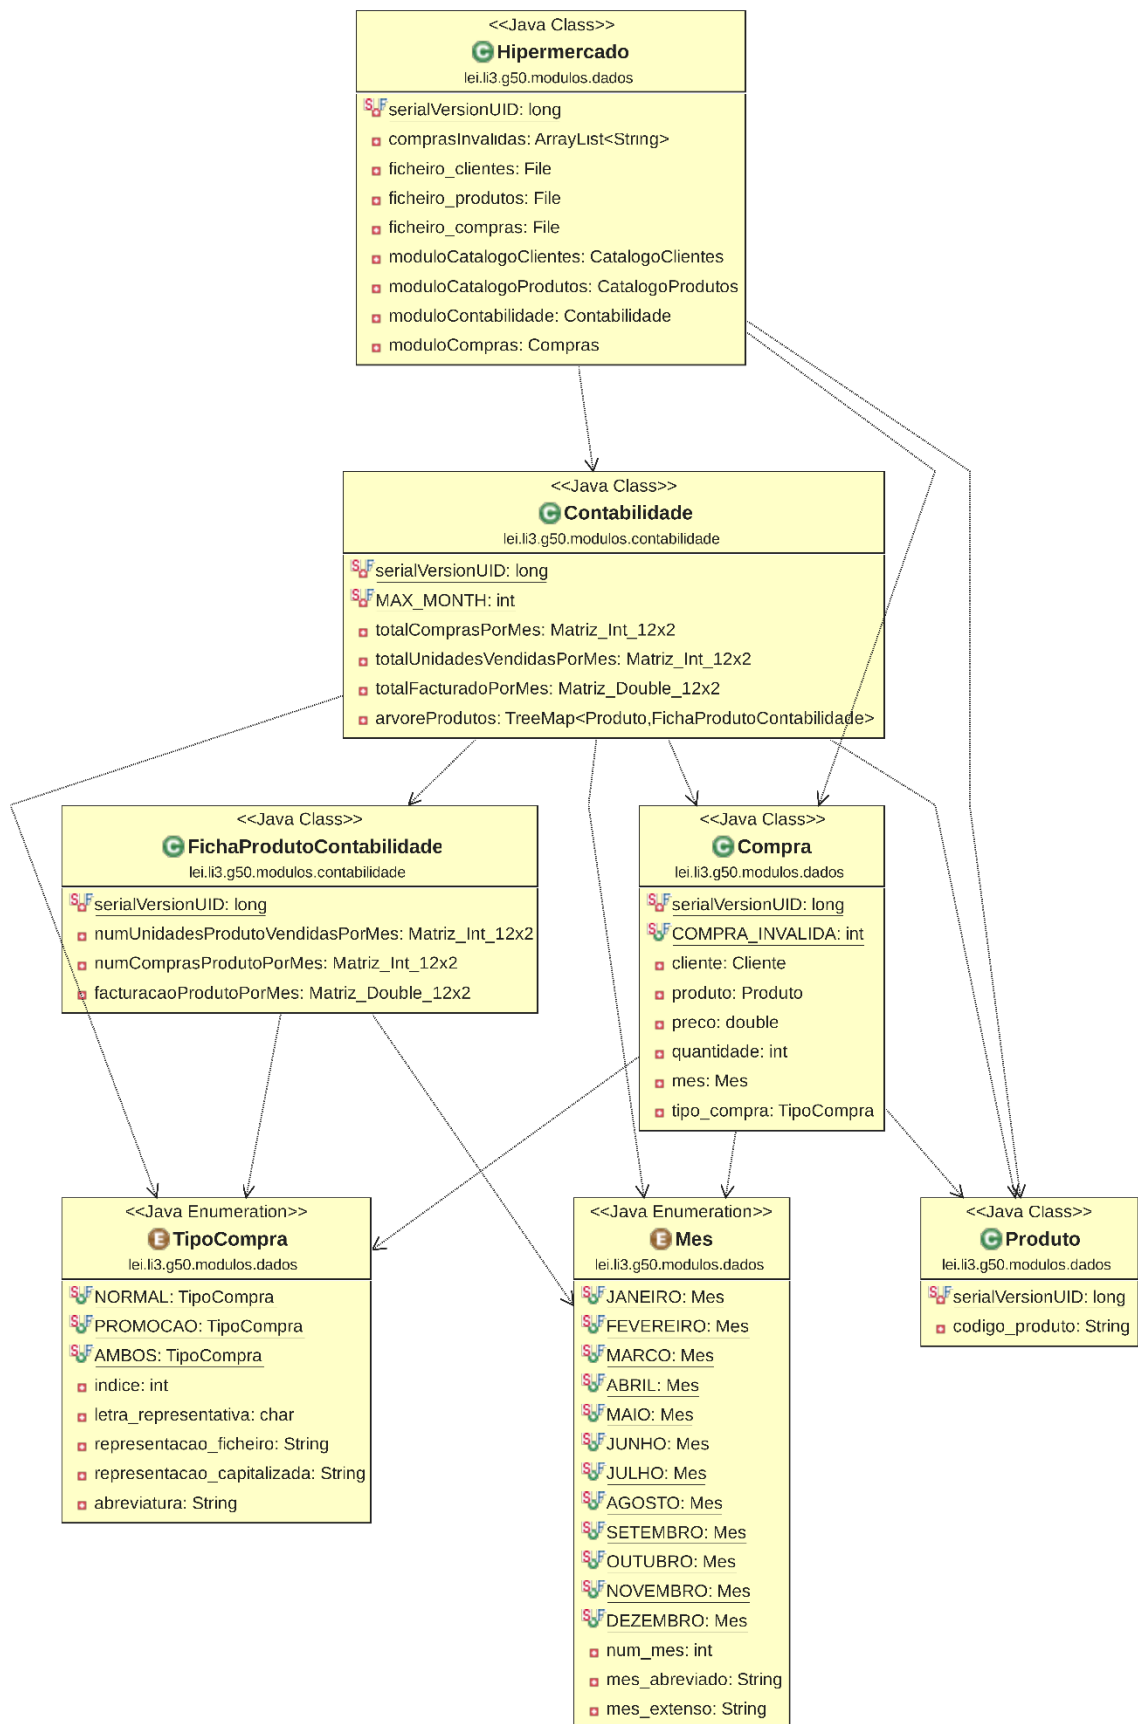 <<Java Class>>
Hipermercado
lei.li3.g50.modulos.dados
serialVersionUID: long
comprasInvalidas: ArrayList<String>
ficheiro_clientes: File
ficheiro_produtos: File
ficheiro_compras: File
moduloCatalogoClientes: CatalogoClientes
moduloCatalogoProdutos: CatalogoProdutos
moduloContabilidade: Contabilidade
moduloCompras: Compras
<<Java Class>>
Contabilidade
lei.li3.g50.modulos.contabilidade
serialVersionUID: long
MAX_MONTH: int
totalComprasPorMes: Matriz_Int_12x2
totalUnidadesVendidasPorMes: Matriz_Int_12x2
totalFacturadoPorMes: Matriz_Double_12x2
arvoreProdutos: TreeMap<Produto,FichaProdutoContabilidade>
<<Java Class>>
FichaProdutoContabilidade
lei.li3.g50.modulos.contabilidade
serialVersionUID: long
numUnidadesProdutoVendidasPorMes: Matriz_Int_12x2
numComprasProdutoPorMes: Matriz_Int_12x2
facturacaoProdutoPorMes: Matriz_Double_12x2
<<Java Class>>
Compra
lei.li3.g50.modulos.dados
serialVersionUID: long
COMPRA_INVALIDA: int
cliente: Cliente
produto: Produto
preco: double
quantidade: int
mes: Mes
tipo_compra: TipoCompra
<<Java Enumeration>>
TipoCompra
lei.li3.g50.modulos.dados
NORMAL: TipoCompra
PROMOCAO: TipoCompra
AMBOS: TipoCompra
indice: int
letra_representativa: char
representacao_ficheiro: String
representacao_capitalizada: String
abreviatura: String
<<Java Enumeration>>
Mes
lei.li3.g50.modulos.dados
JANEIRO: Mes
FEVEREIRO: Mes
MARCO: Mes
ABRIL: Mes
MAIO: Mes
JUNHO: Mes
JULHO: Mes
AGOSTO: Mes
SETEMBRO: Mes
OUTUBRO: Mes
NOVEMBRO: Mes
DEZEMBRO: Mes
num_mes: int
mes_abreviado: String
mes_extenso: String
<<Java Class>>
Produto
lei.li3.g50.modulos.dados
serialVersionUID: long
codigo_produto: String